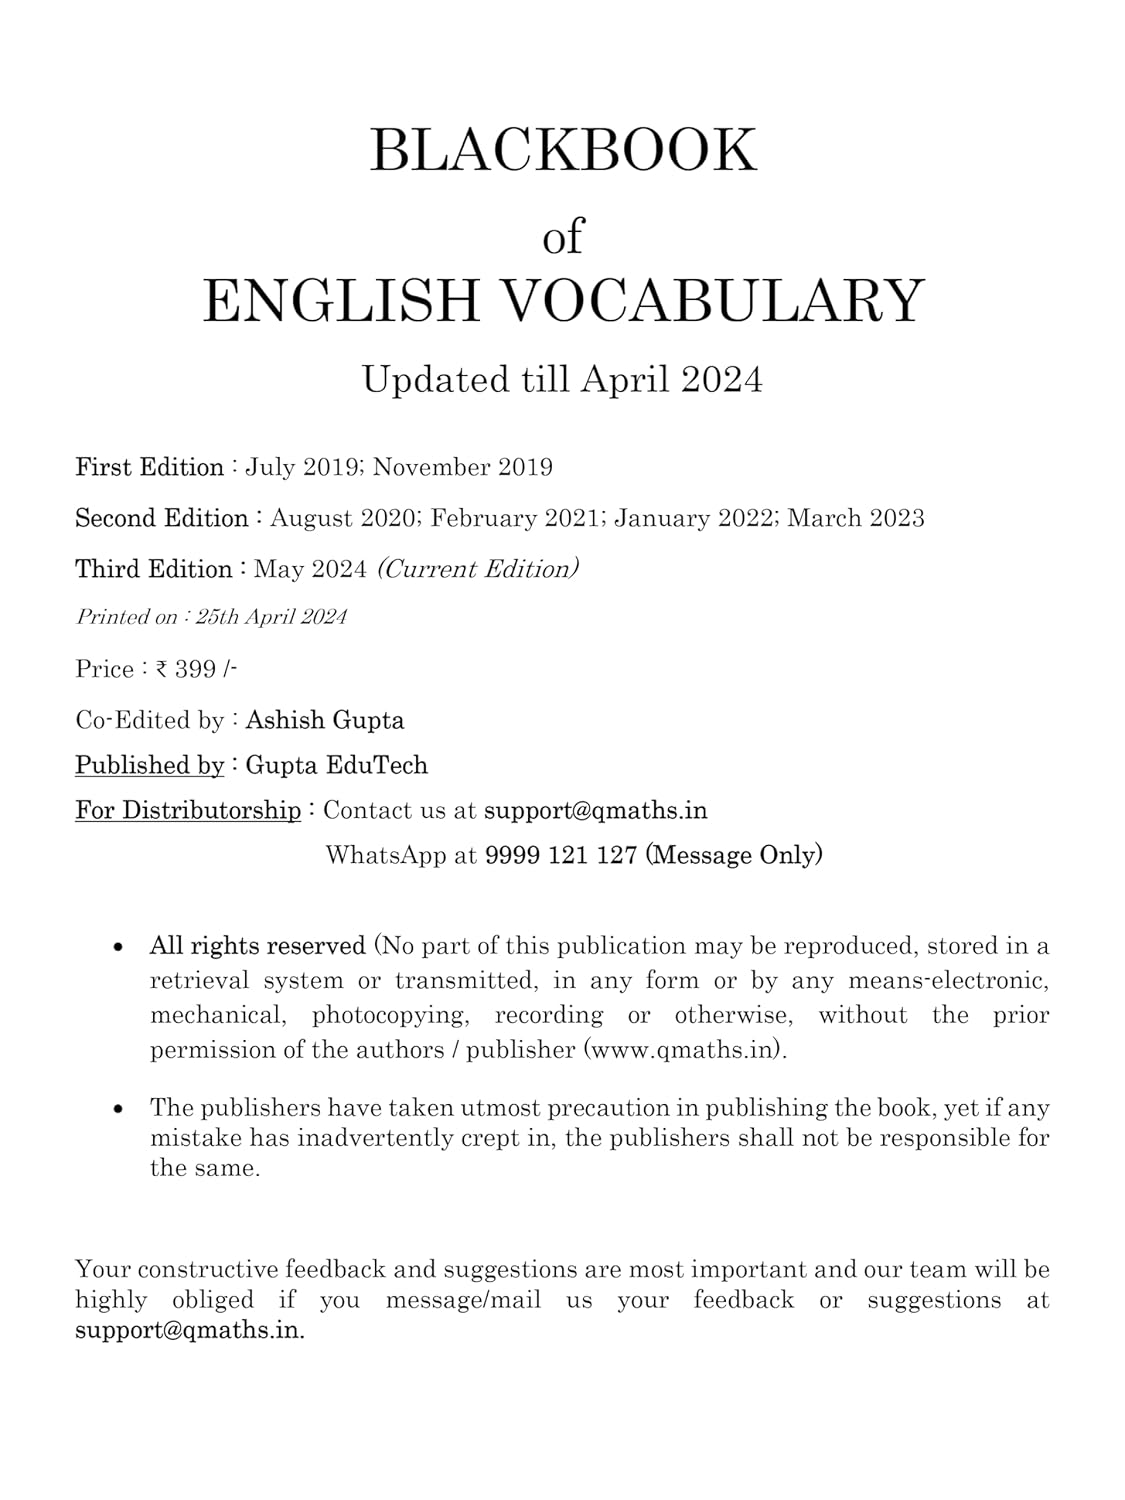 BLACKBOOK
of
ENGLISH VOCABULARY
Updated till April 2024
First Edition : July 2019; November 2019
Second Edition : August 2020; February 2021; January 2022; March 2023
Third Edition : May 2024 (Current Edition)
Printed on : 25th April 2024
Price : ₹ 399 /-
Co-Edited by : Ashish Gupta
Published by : Gupta EduTech
For Distributorship : Contact us at support@qmaths.in
WhatsApp at 9999 121 127 (Message Only)
• All rights reserved (No part of this publication may be reproduced, stored in a
retrieval system or transmitted, in any form or by any means-electronic,
mechanical, photocopying, recording or otherwise, without the prior
permission of the authors / publisher (www.qmaths.in).
• The publishers have taken utmost precaution in publishing the book, yet if any
mistake has inadvertently crept in, the publishers shall not be responsible for
the same.
Your constructive feedback and suggestions are most important and our team will be
highly obliged if you message/mail us your feedback or suggestions at
support@qmaths.in.